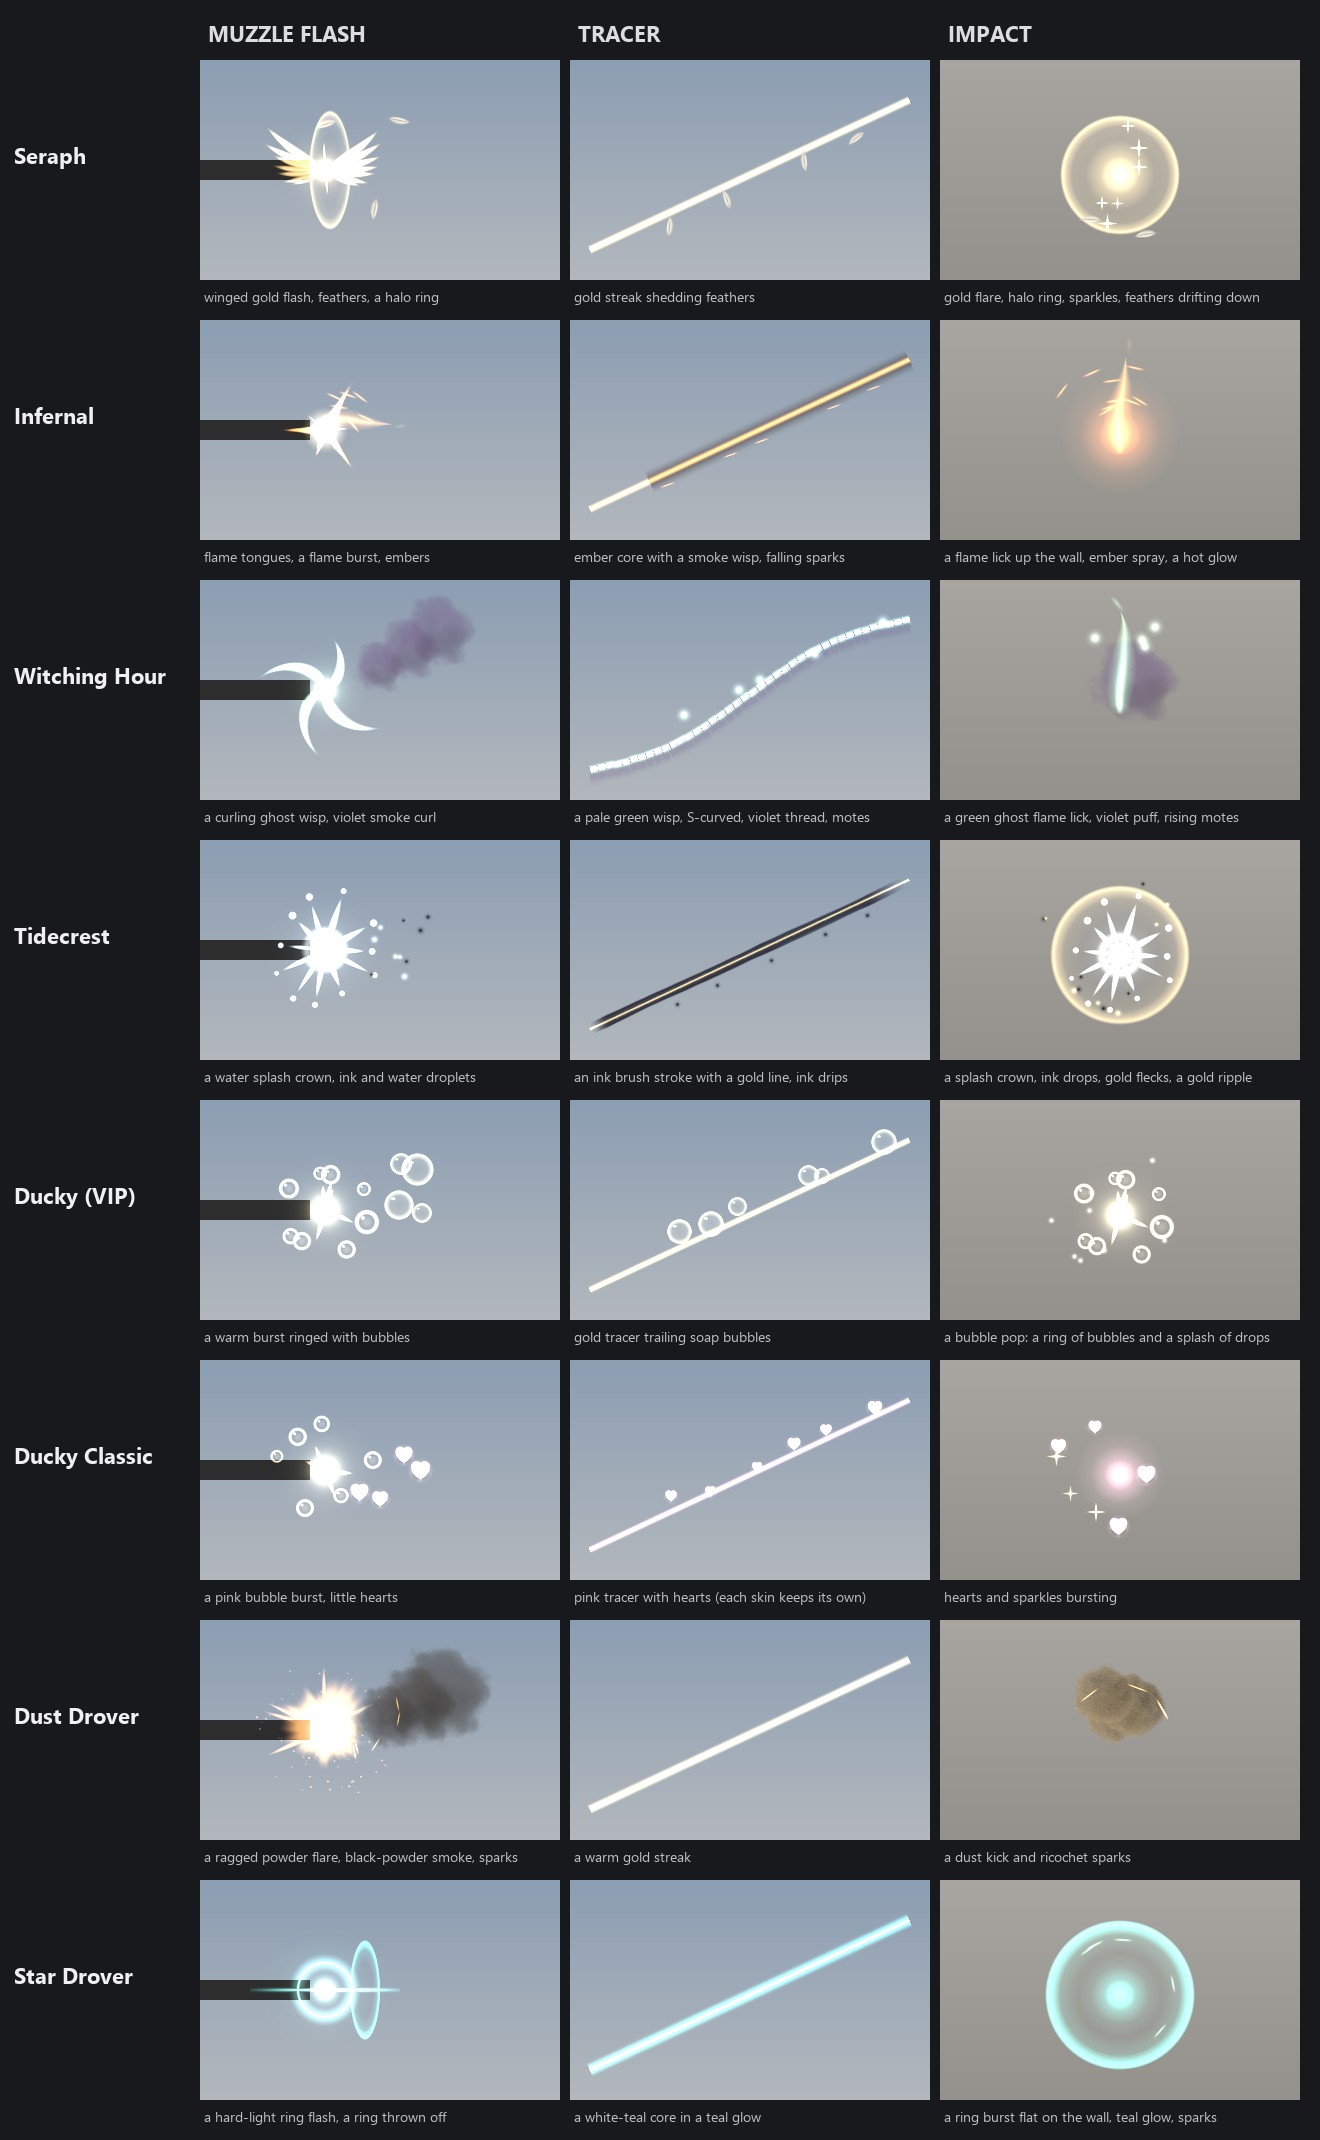 MUZZLE FLASH TRACER IMPACT
Seraph
winged gold flash, feathers, a halo ring
gold streak shedding feathers
gold flare, halo ring, sparkles, feathers drifting down
Infernal
flame tongues, a flame burst, embers
ember core with a smoke wisp, falling sparks
a flame lick up the wall, ember spray, a hot glow
Witching Hour
a curling ghost wisp, violet smoke curl
a pale green wisp, S-curved, violet thread, motes
a green ghost flame lick, violet puff, rising motes
Tidecrest
a water splash crown, ink and water droplets
an ink brush stroke with a gold line, ink drips
a splash crown, ink drops, gold flecks, a gold ripple
Ducky (VIP)
a warm burst ringed with bubbles
gold tracer trailing soap bubbles
a bubble pop: a ring of bubbles and a splash of drops
Ducky Classic
a pink bubble burst, little hearts
pink tracer with hearts (each skin keeps its own)
hearts and sparkles bursting
Dust Drover
a ragged powder flare, black-powder smoke, sparks
a warm gold streak
a dust kick and ricochet sparks
Star Drover
a hard-light ring flash, a ring thrown off
a white-teal core in a teal glow
a ring burst flat on the wall, teal glow, sparks